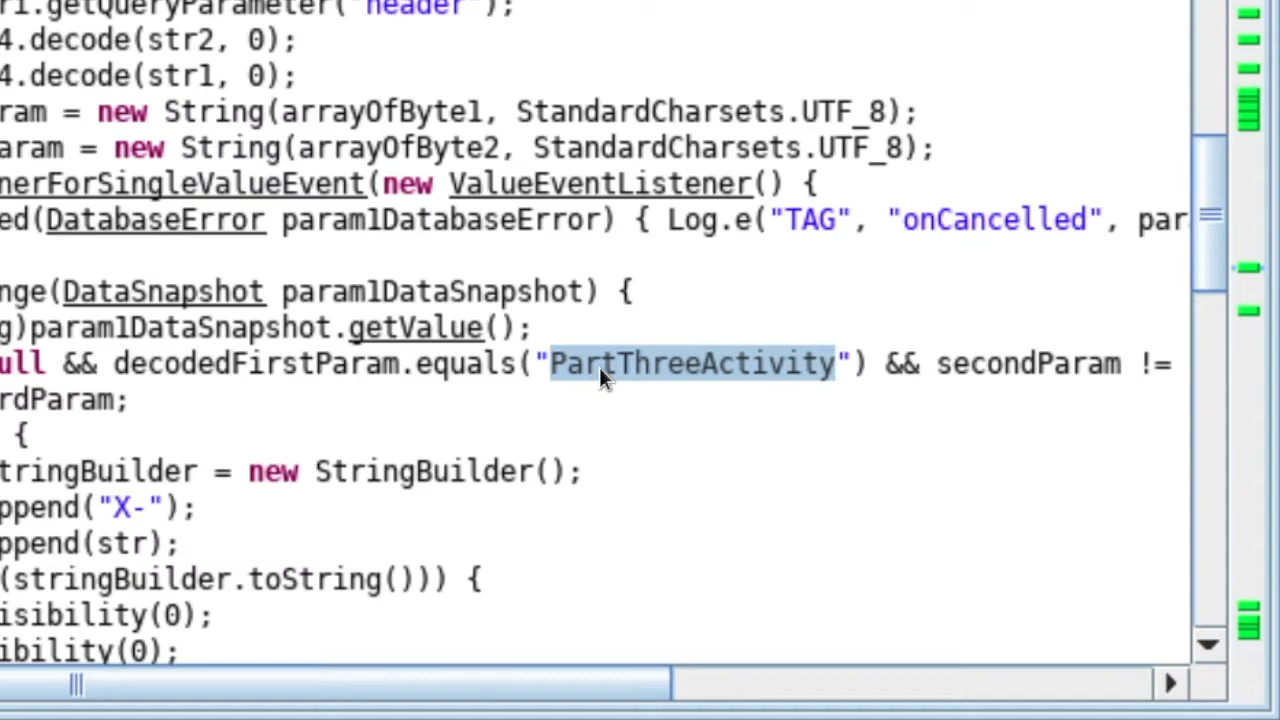 r1.getQueryParameter("header");
4.decode(str2, 0);
4.decode(str1, 0);
ram = new String(arrayOfByte1, StandardCharsets.UTF_8);
aram = new String(arrayOfByte2, StandardCharsets.UTF_8);
nerForSingleValueEvent(new ValueEventListener() {
ed(DatabaseError param1DatabaseError) { Log.e("TAG", "onCancelled", par
nge(DataSnapshot param1DataSnapshot) {
g)param1DataSnapshot.getValue();
ull && decodedFirstParam.equals("PartThreeActivity") && secondParam !=
rdParam;
{
tringBuilder = new StringBuilder();
ppend("X-");
ppend(str);
(stringBuilder.toString())) {
isibility(0);
ibility(0);